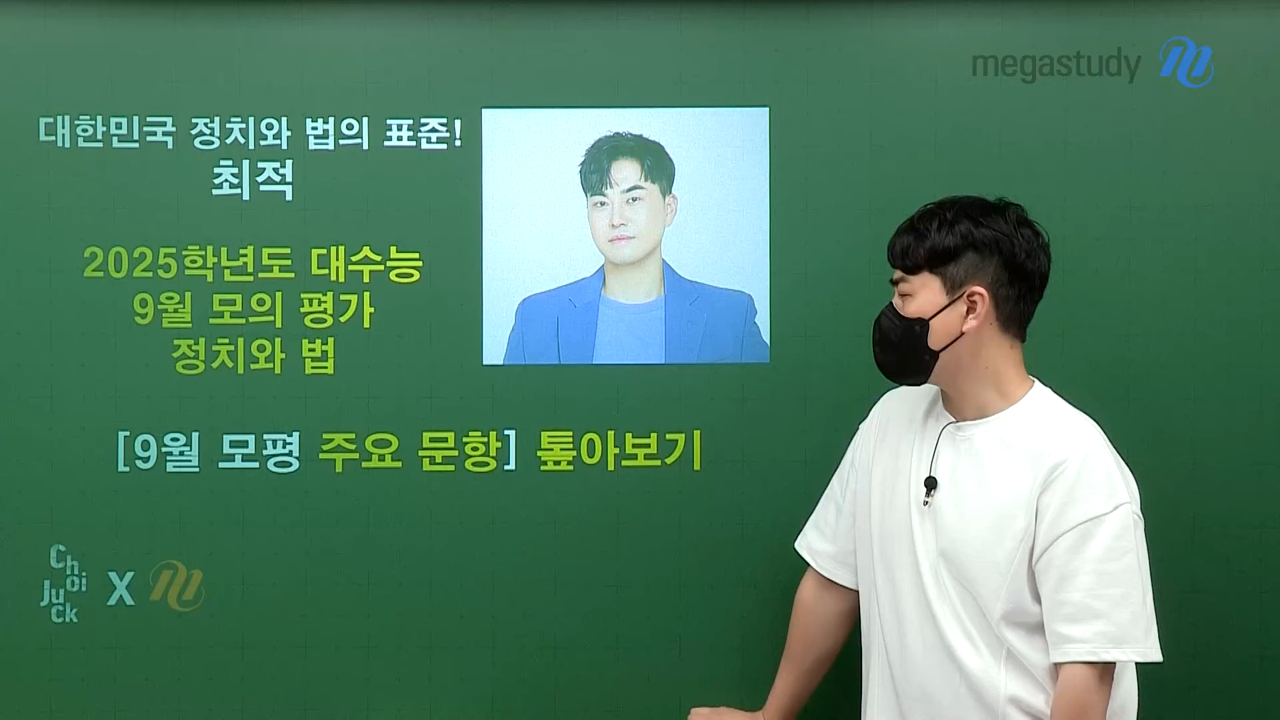 megastudy
대한민국 정치와 법의 표준!
최적
2025학년도 대수능
9월 모의 평가
정치와 법
[9월 모평 주요 문항] 톺아보기
Choi
Juck
X